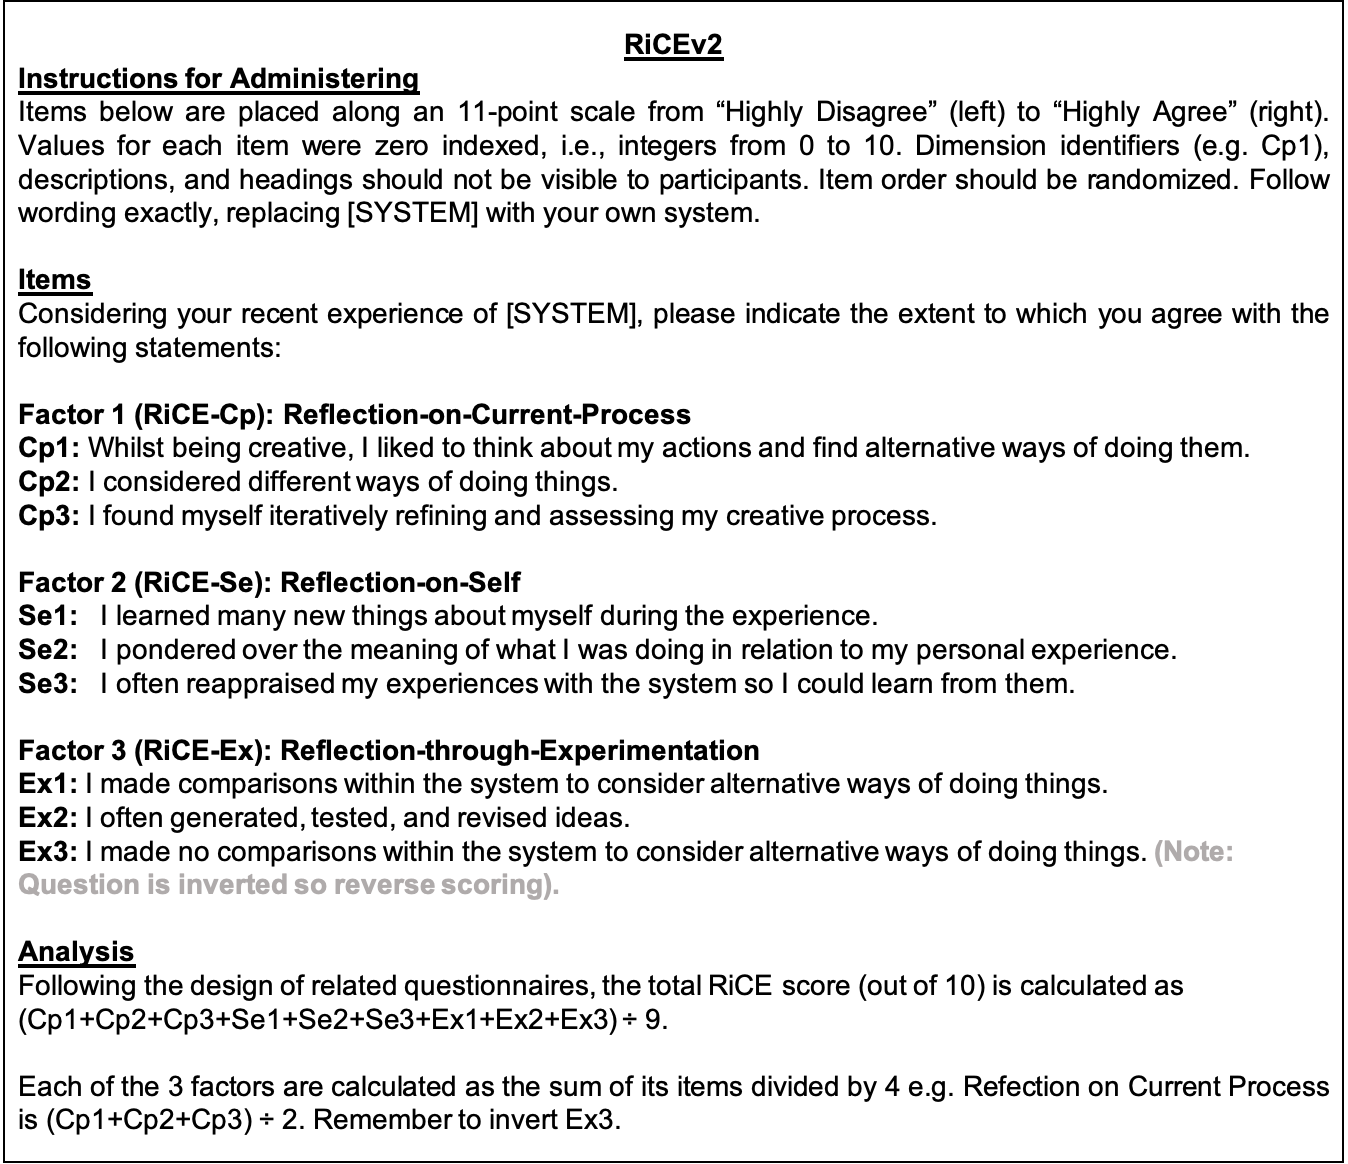 RiCEv2
Instructions for Administering
Items below are placed along an 11-point scale from “Highly Disagree” (left) to “Highly Agree” (right).
Values for each item were zero indexed, i.e., integers from 0 to 10. Dimension identifiers (e.g. Cp1),
descriptions, and headings should not be visible to participants. Item order should be randomized. Follow
wording exactly, replacing [SYSTEM] with your own system.
Items
Considering your recent experience of [SYSTEM], please indicate the extent to which you agree with the
following statements:
Factor 1 (RiCE-Cp): Reflection-on-Current-Process
Cp1: Whilst being creative, I liked to think about my actions and find alternative ways of doing them.
Cp2: I considered different ways of doing things.
Cp3: I found myself iteratively refining and assessing my creative process.
Factor 2 (RiCE-Se): Reflection-on-Self
Se1: I learned many new things about myself during the experience.
Se2: I pondered over the meaning of what I was doing in relation to my personal experience.
Se3: I often reappraised my experiences with the system so I could learn from them.
Factor 3 (RiCE-Ex): Reflection-through-Experimentation
Ex1: I made comparisons within the system to consider alternative ways of doing things.
Ex2: I often generated, tested, and revised ideas.
Ex3: I made no comparisons within the system to consider alternative ways of doing things. (Note:
Question is inverted so reverse scoring).
Analysis
Following the design of related questionnaires, the total RiCE score (out of 10) is calculated as
(Cp1+Cp2+Cp3+Se1+Se2+Se3+Ex1+Ex2+Ex3) ÷ 9.
Each of the 3 factors are calculated as the sum of its items divided by 4 e.g. Refection on Current Process
is (Cp1+Cp2+Cp3) ÷ 2. Remember to invert Ex3.